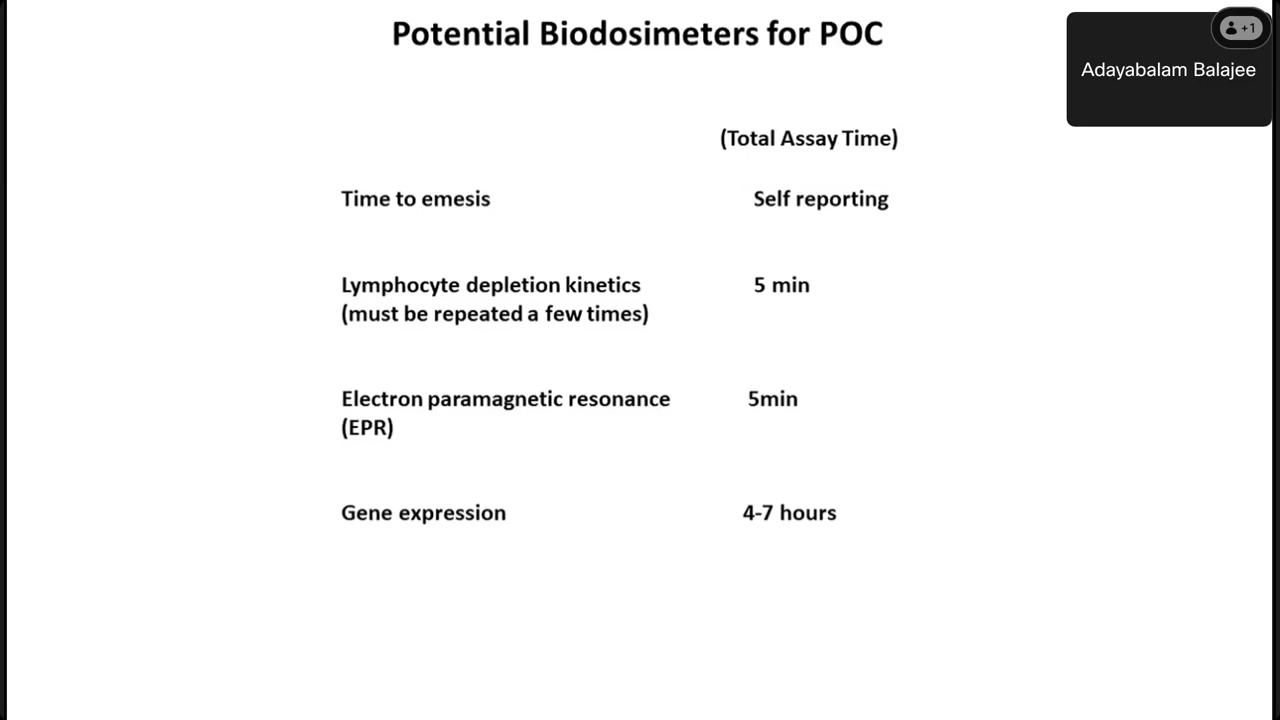 Potential Biodosimeters for POC
+1
Adayabalam Balajee
(Total Assay Time)
Time to emesis Self reporting
Lymphocyte depletion kinetics 5 min
(must be repeated a few times)
Electron paramagnetic resonance 5min
(EPR)
Gene expression 4-7 hours